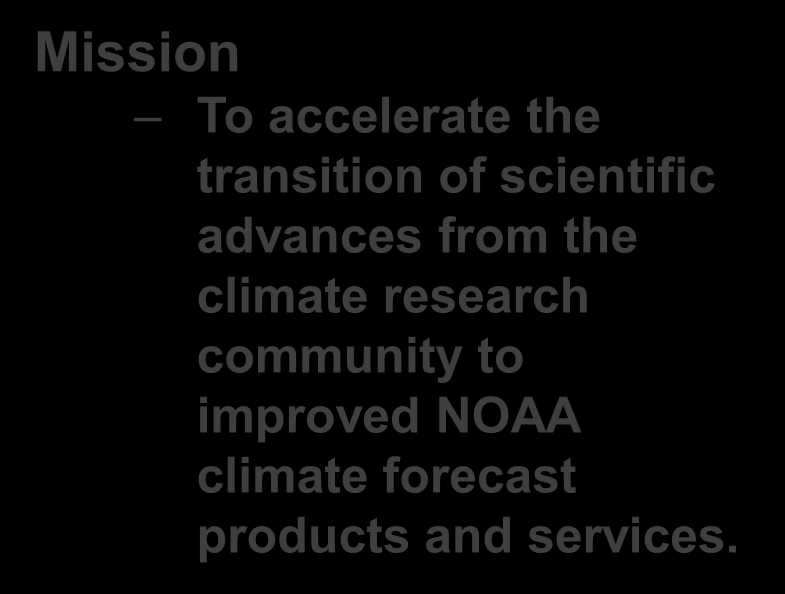 Mission
– To accelerate the
transition of scientific
advances from the
climate research
community to
improved NOAA
climate forecast
products and services.